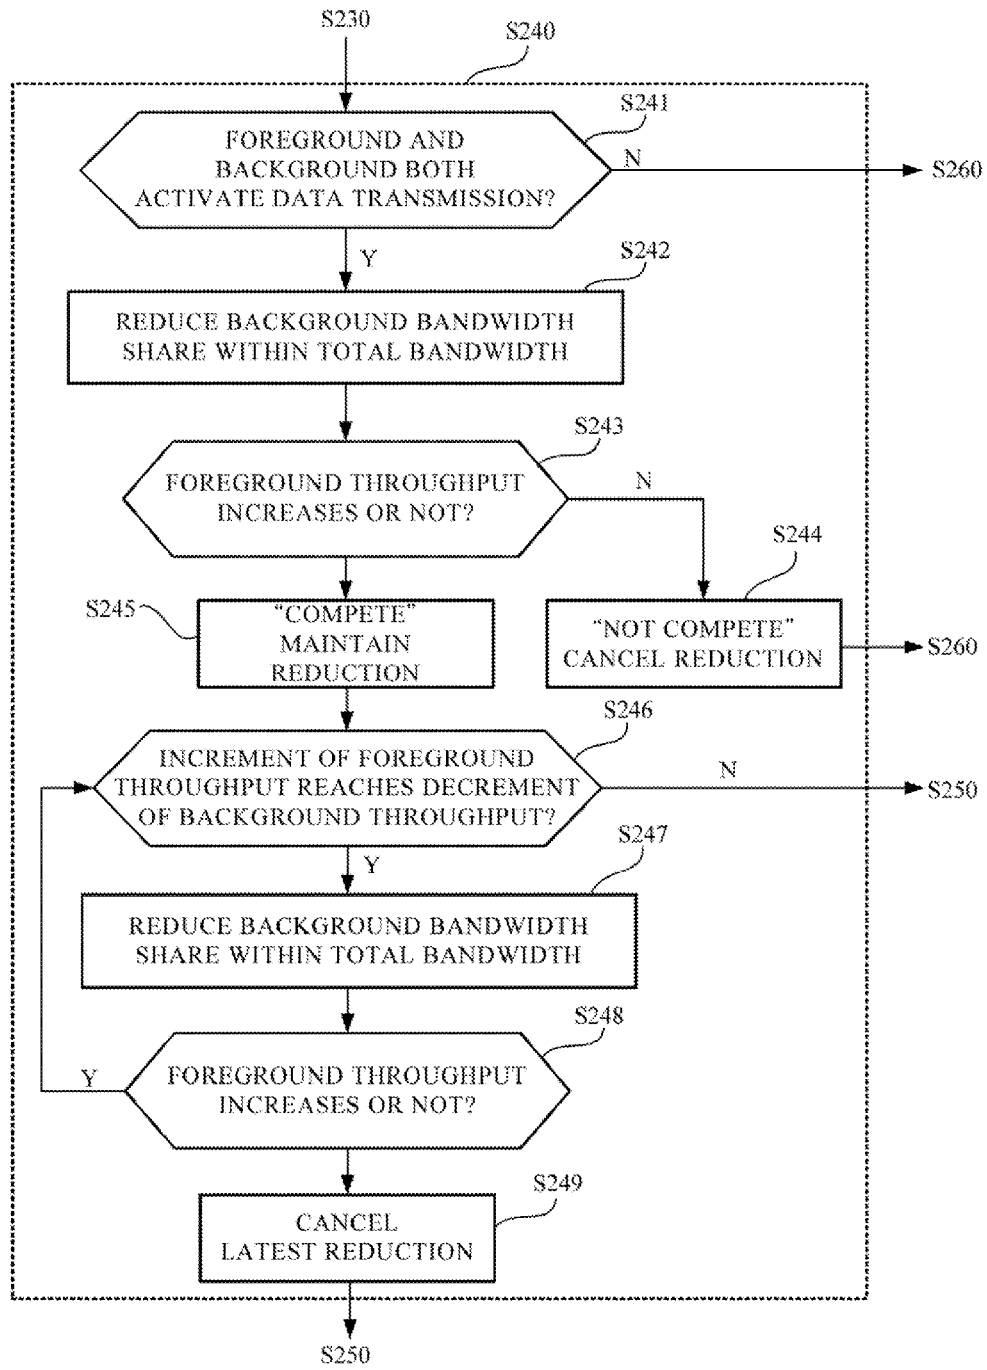 S230
S240
S241
FOREGROUND AND
BACKGROUND BOTH
ACTIVATE DATA TRANSMISSION?
N
S260
Y
S242
REDUCE BACKGROUND BANDWIDTH
SHARE WITHIN TOTAL BANDWIDTH
S243
FOREGROUND THROUGHPUT
INCREASES OR NOT?
N
S244
S245
"COMPETE"
MAINTAIN
REDUCTION
"NOT COMPETE"
CANCEL REDUCTION
S260
S246
INCREMENT OF FOREGROUND
THROUGHPUT REACHES DECREMENT
OF BACKGROUND THROUGHPUT?
N
S250
Y
S247
REDUCE BACKGROUND BANDWIDTH
SHARE WITHIN TOTAL BANDWIDTH
S248
FOREGROUND THROUGHPUT
INCREASES OR NOT?
Y
S249
CANCEL
LATEST REDUCTION
S250